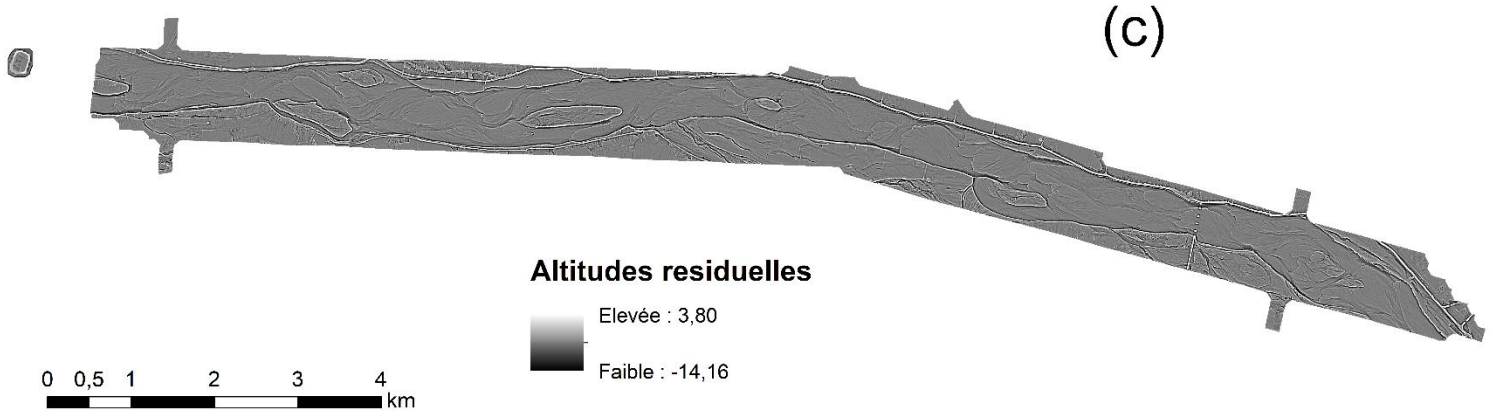 (c)
Altitudes residuelles
Elevée : 3,80
Faible : -14,16
0 0,5 1 2 3 4
km